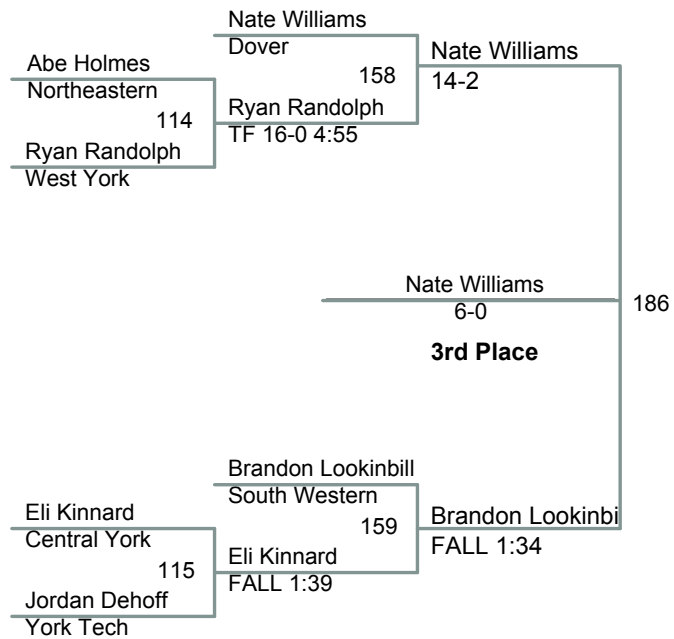 Nate Williams
Dover
Abe Holmes
Northeastern
158
Nate Williams
14-2
114
Ryan Randolph
TF 16-0 4:55
Ryan Randolph
West York
Nate Williams
6-0
186
3rd Place
Brandon Lookinbill
South Western
Eli Kinnard
Central York
159
Brandon Lookinbi
FALL 1:34
115
Eli Kinnard
FALL 1:39
Jordan Dehoff
York Tech